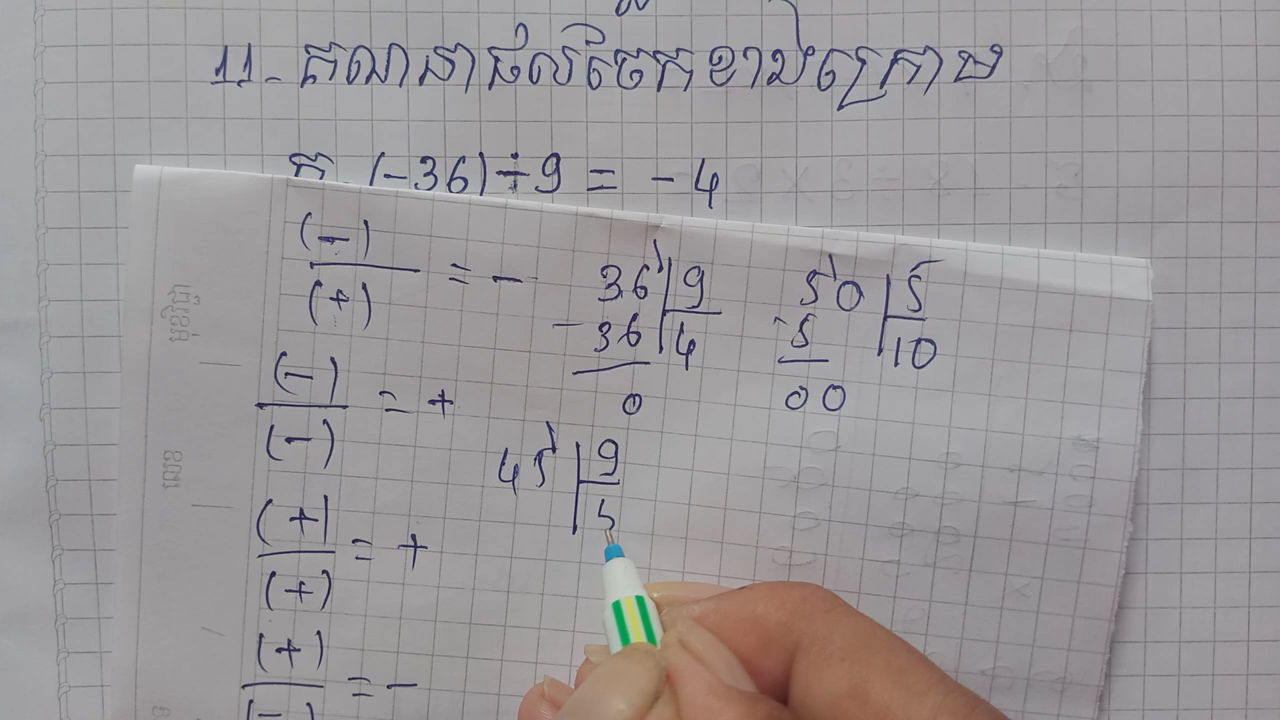 11- គណនាផលចែកខាងក្រោម
ក (-36)÷9 = -4
(-)/(+) = -
36 | 9
-36 | 4
0
50 | 5
-5 | 10
00
(-)/(-) = +
45 | 9
5
(+)/(+) = +
(+)/(-) = -